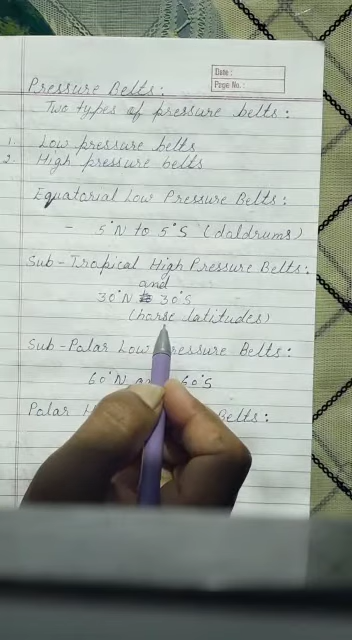 Date :
Page No. :
Pressure Belts:
Two types of pressure belts:
1. Low pressure belts
2. High pressure belts
Equatorial Low Pressure Belts:
- 5°N to 5°S (doldrums)
Sub-Tropical High Pressure Belts:
and
30°N 30°S
(horse latitudes)
Sub-Polar Low Pressure Belts:
60°N 60°S
Polar Belts: